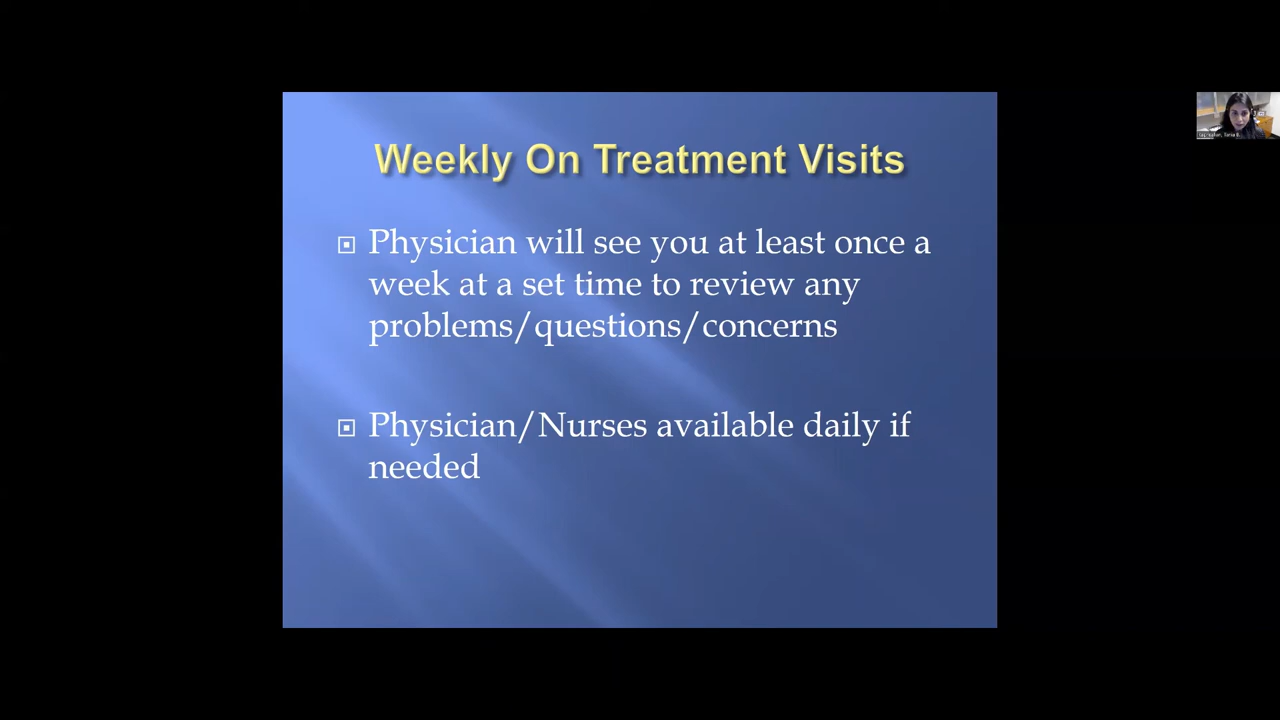 Weekly On Treatment Visits
Physician will see you at least once a
week at a set time to review any
problems/questions/concerns
Physician/Nurses available daily if
needed